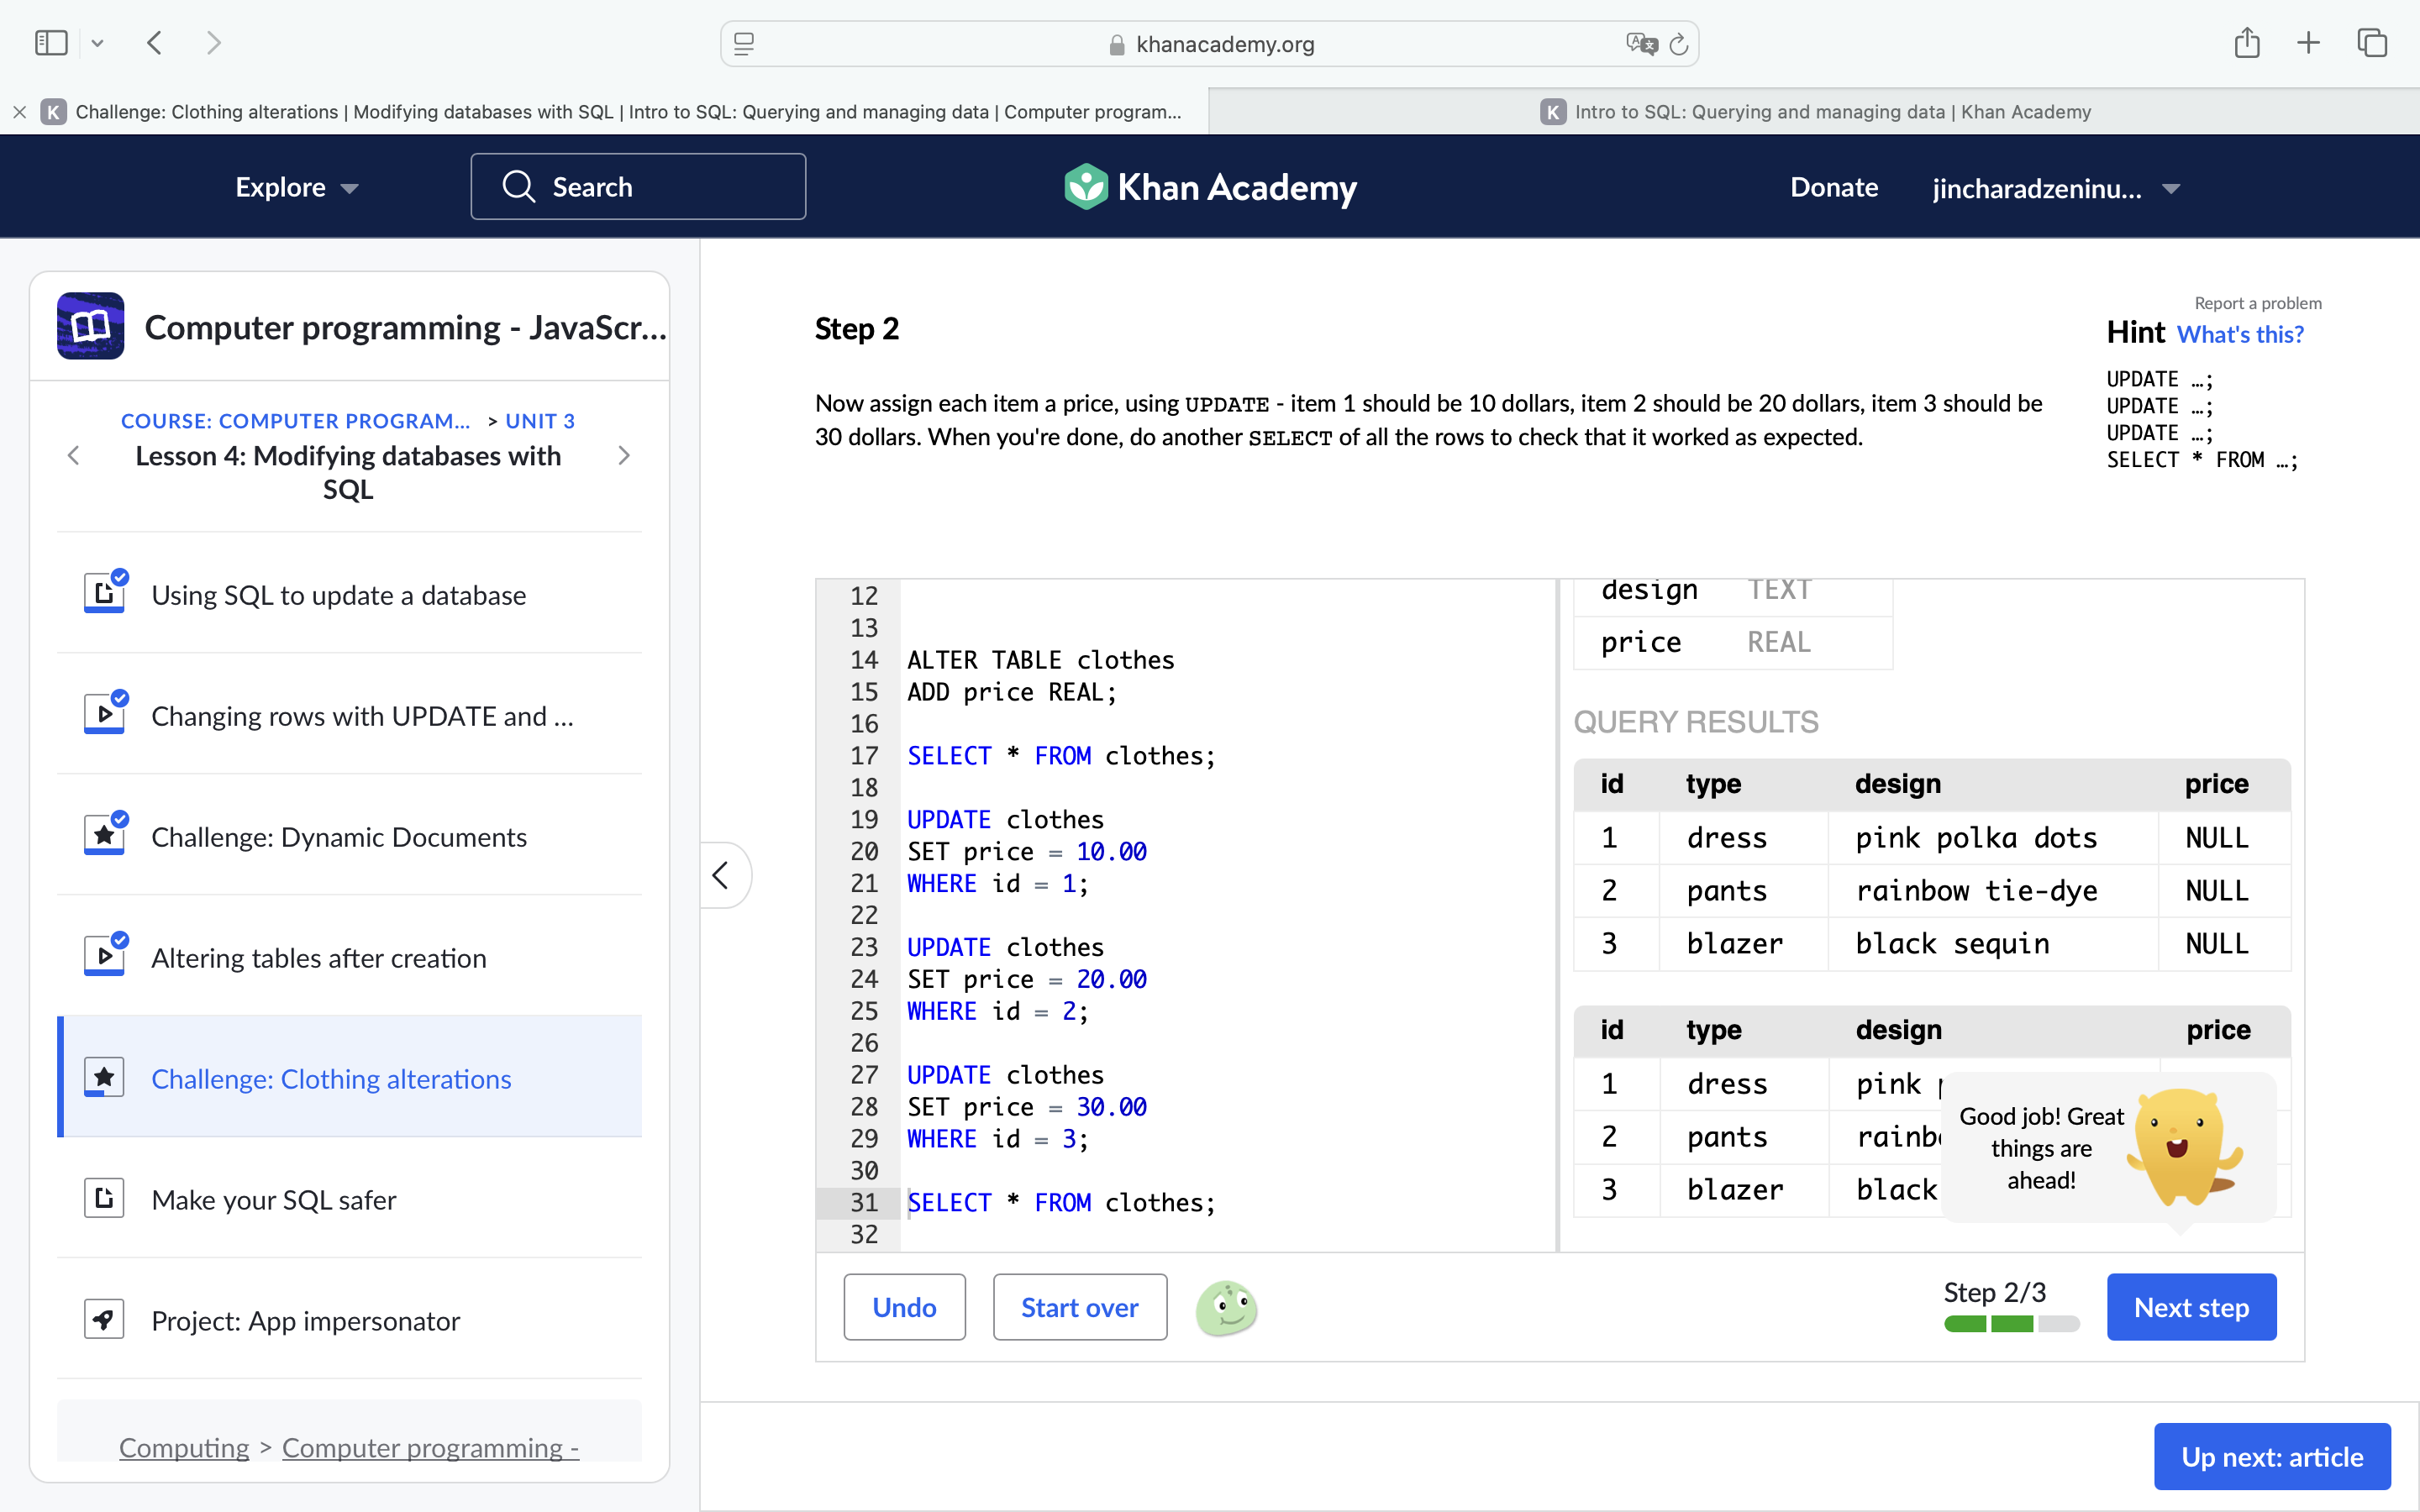 khanacademy.org
Challenge: Clothing alterations | Modifying databases with SQL | Intro to SQL: Querying and managing data | Computer program...
K Intro to SQL: Querying and managing data | Khan Academy
Explore
Search
Khan Academy
Donate
jincharadzeninu...
Computer programming - JavaScr...
COURSE: COMPUTER PROGRAM... > UNIT 3
Lesson 4: Modifying databases with
SQL
Using SQL to update a database
Changing rows with UPDATE and ...
Challenge: Dynamic Documents
Altering tables after creation
Challenge: Clothing alterations
Make your SQL safer
Project: App impersonator
Computing > Computer programming -
Report a problem
Step 2
Hint What's this?
Now assign each item a price, using UPDATE - item 1 should be 10 dollars, item 2 should be 20 dollars, item 3 should be
30 dollars. When you're done, do another SELECT of all the rows to check that it worked as expected.
UPDATE …;
UPDATE …;
UPDATE …;
SELECT * FROM …;
12
13
14 ALTER TABLE clothes
15 ADD price REAL;
16
17 SELECT * FROM clothes;
18
19 UPDATE clothes
20 SET price = 10.00
21 WHERE id = 1;
22
23 UPDATE clothes
24 SET price = 20.00
25 WHERE id = 2;
26
27 UPDATE clothes
28 SET price = 30.00
29 WHERE id = 3;
30
31 SELECT * FROM clothes;
32
design TEXT
price REAL
QUERY RESULTS
id type design price
1 dress pink polka dots NULL
2 pants rainbow tie-dye NULL
3 blazer black sequin NULL
id type design price
1 dress pink
2 pants rainb
3 blazer black
Good job! Great
things are
ahead!
Undo
Start over
Step 2/3
Next step
Up next: article